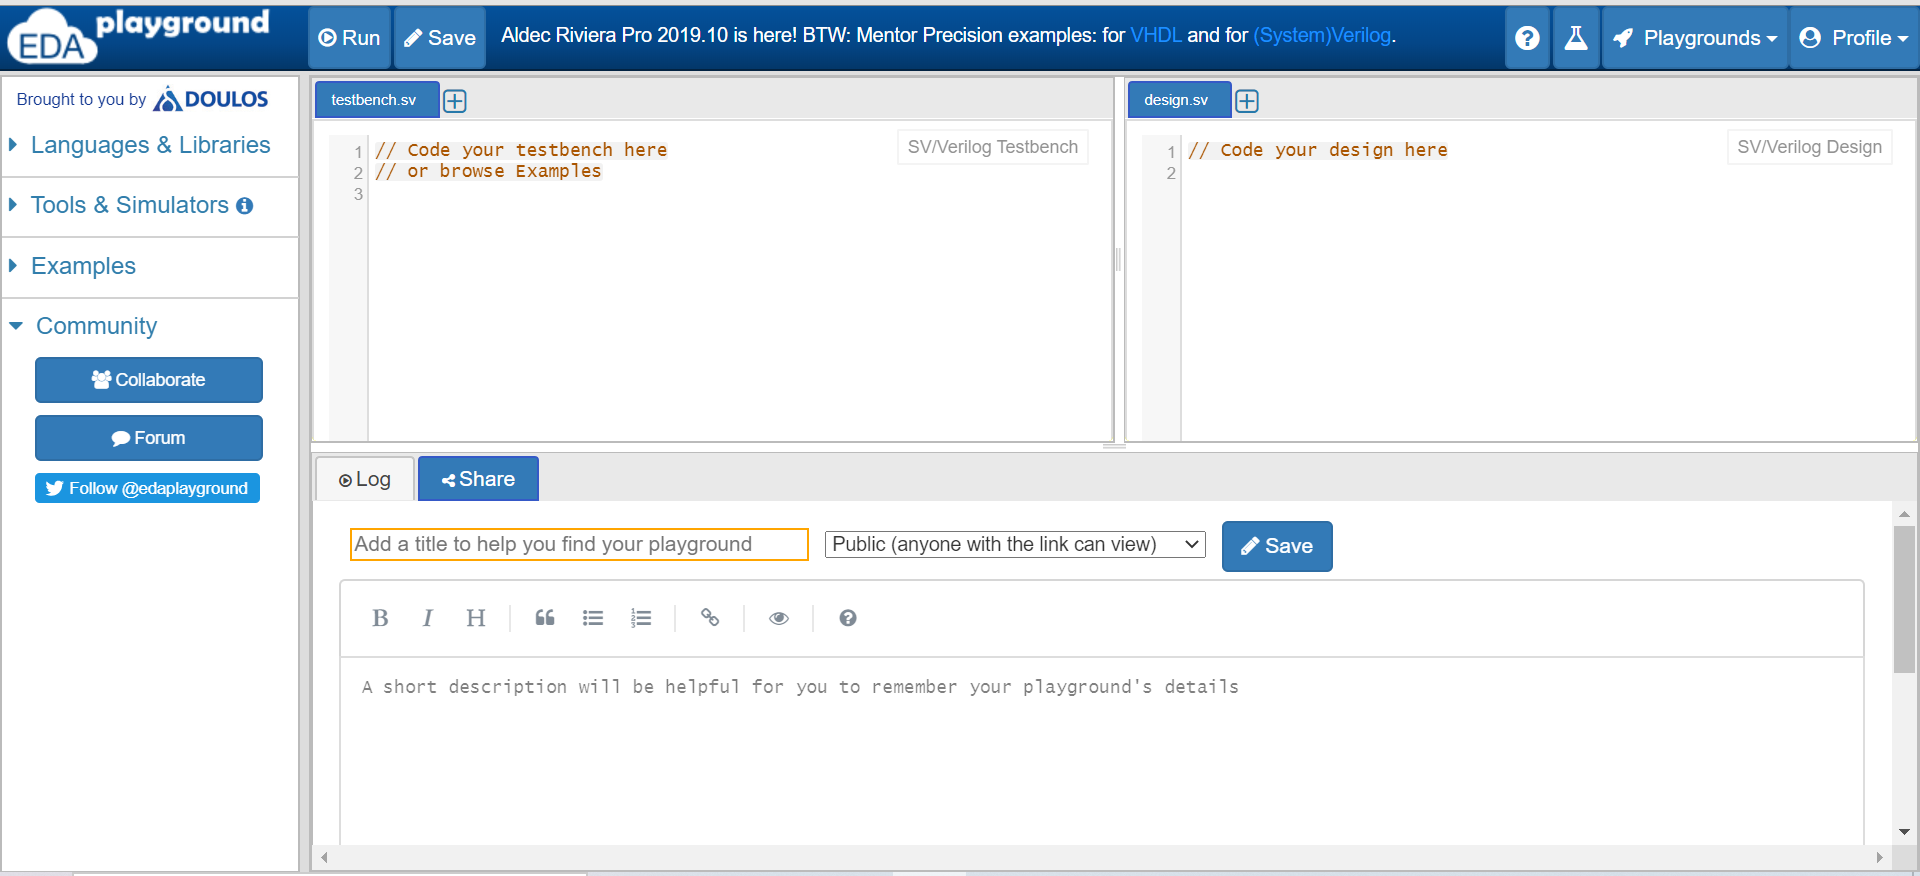 EDA playground
Run
Save
Aldec Riviera Pro 2019.10 is here! BTW: Mentor Precision examples: for VHDL and for (System)Verilog.
Playgrounds
Profile
Brought to you by DOULOS
Languages & Libraries
Tools & Simulators
Examples
Community
Collaborate
Forum
Follow @edaplayground
testbench.sv
1 // Code your testbench here
2 // or browse Examples
3
SV/Verilog Testbench
design.sv
1 // Code your design here
2
SV/Verilog Design
Log
Share
Add a title to help you find your playground
Public (anyone with the link can view)
Save
B I H
A short description will be helpful for you to remember your playground's details